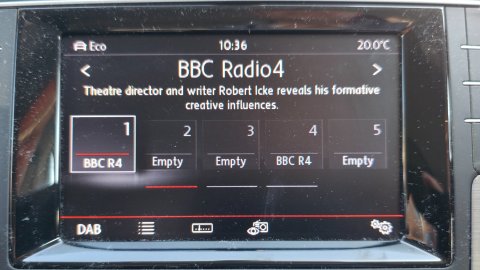 Eco 10:36 20.0°C
< BBC Radio4 >
Theatre director and writer Robert Icke reveals his formative
creative influences.
1 2 3 4 5
BBC R4 Empty Empty BBC R4 Empty
DAB